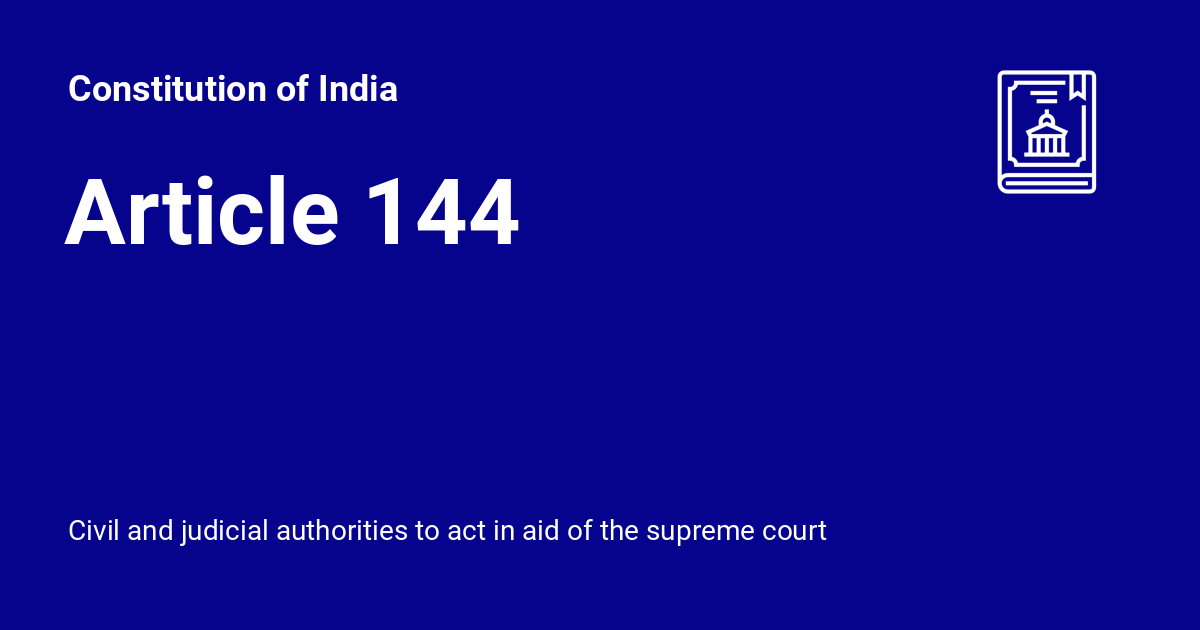 Constitution of India
Article 144
Civil and judicial authorities to act in aid of the supreme court